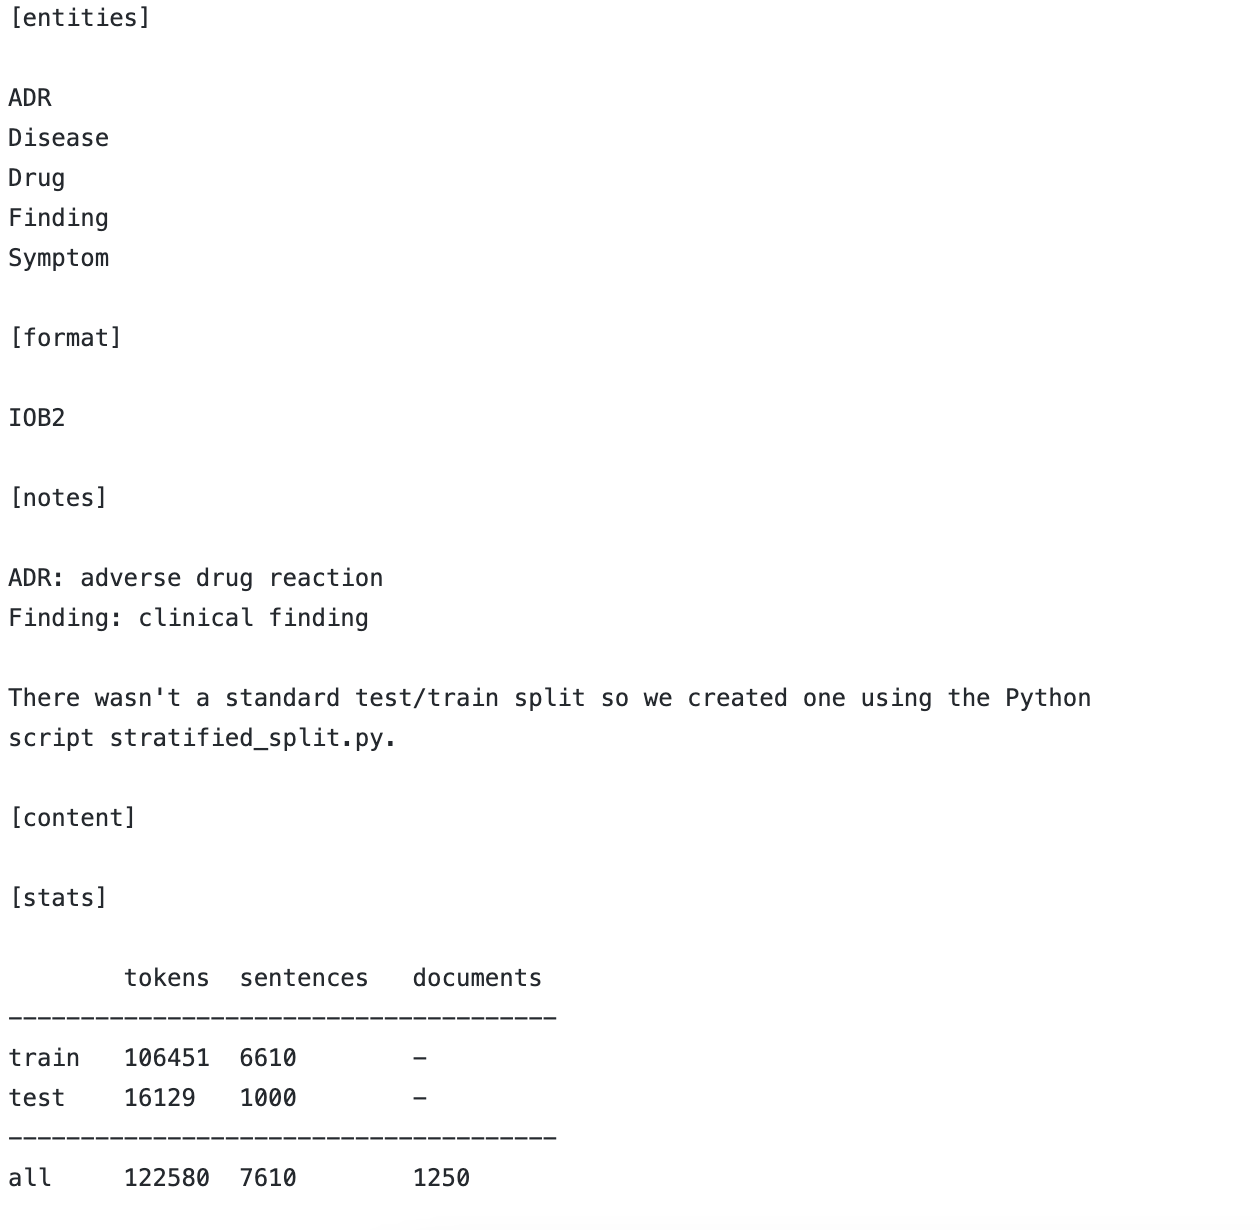 [entities]
ADR
Disease
Drug
Finding
Symptom
[format]
IOB2
[notes]
ADR: adverse drug reaction
Finding: clinical finding
There wasn't a standard test/train split so we created one using the Python
script stratified_split.py.
[content]
[stats]
tokens sentences documents
--------------------------------------
train 106451 6610 -
test 16129 1000 -
--------------------------------------
all 122580 7610 1250